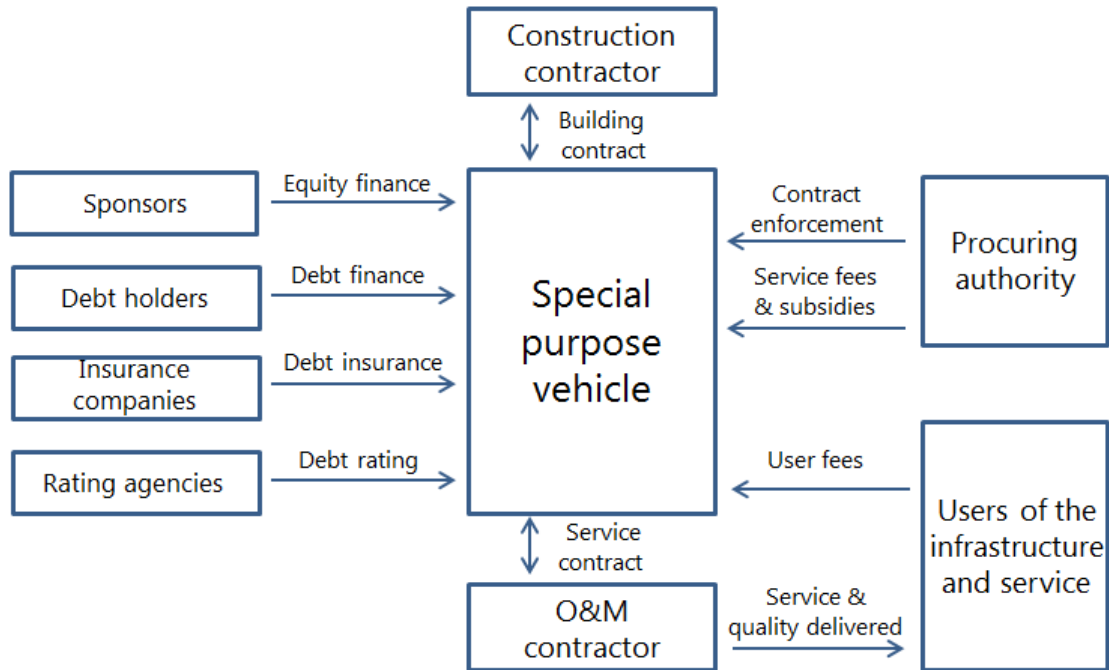 Construction
contractor
Building
contract
Sponsors
Equity finance
Debt holders
Debt finance
Insurance
companies
Debt insurance
Rating agencies
Debt rating
Special
purpose
vehicle
Contract
enforcement
Service fees
& subsidies
Procuring
authority
User fees
Users of the
infrastructure
and service
Service
contract
O&M
contractor
Service &
quality delivered